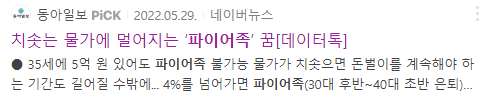 동아일보 PiCK 2022.05.29. 네이버뉴스
치솟는 물가에 멀어지는 ‘파이어족’ 꿈[데이터톡]
● 35세에 5억 원 있어도 파이어족 불가능 물가가 치솟으면 돈벌이를 계속해야 하
는 기간도 길어질 수밖에... 4%를 넘어가면 파이어족(30대 후반~40대 초반 은퇴)...